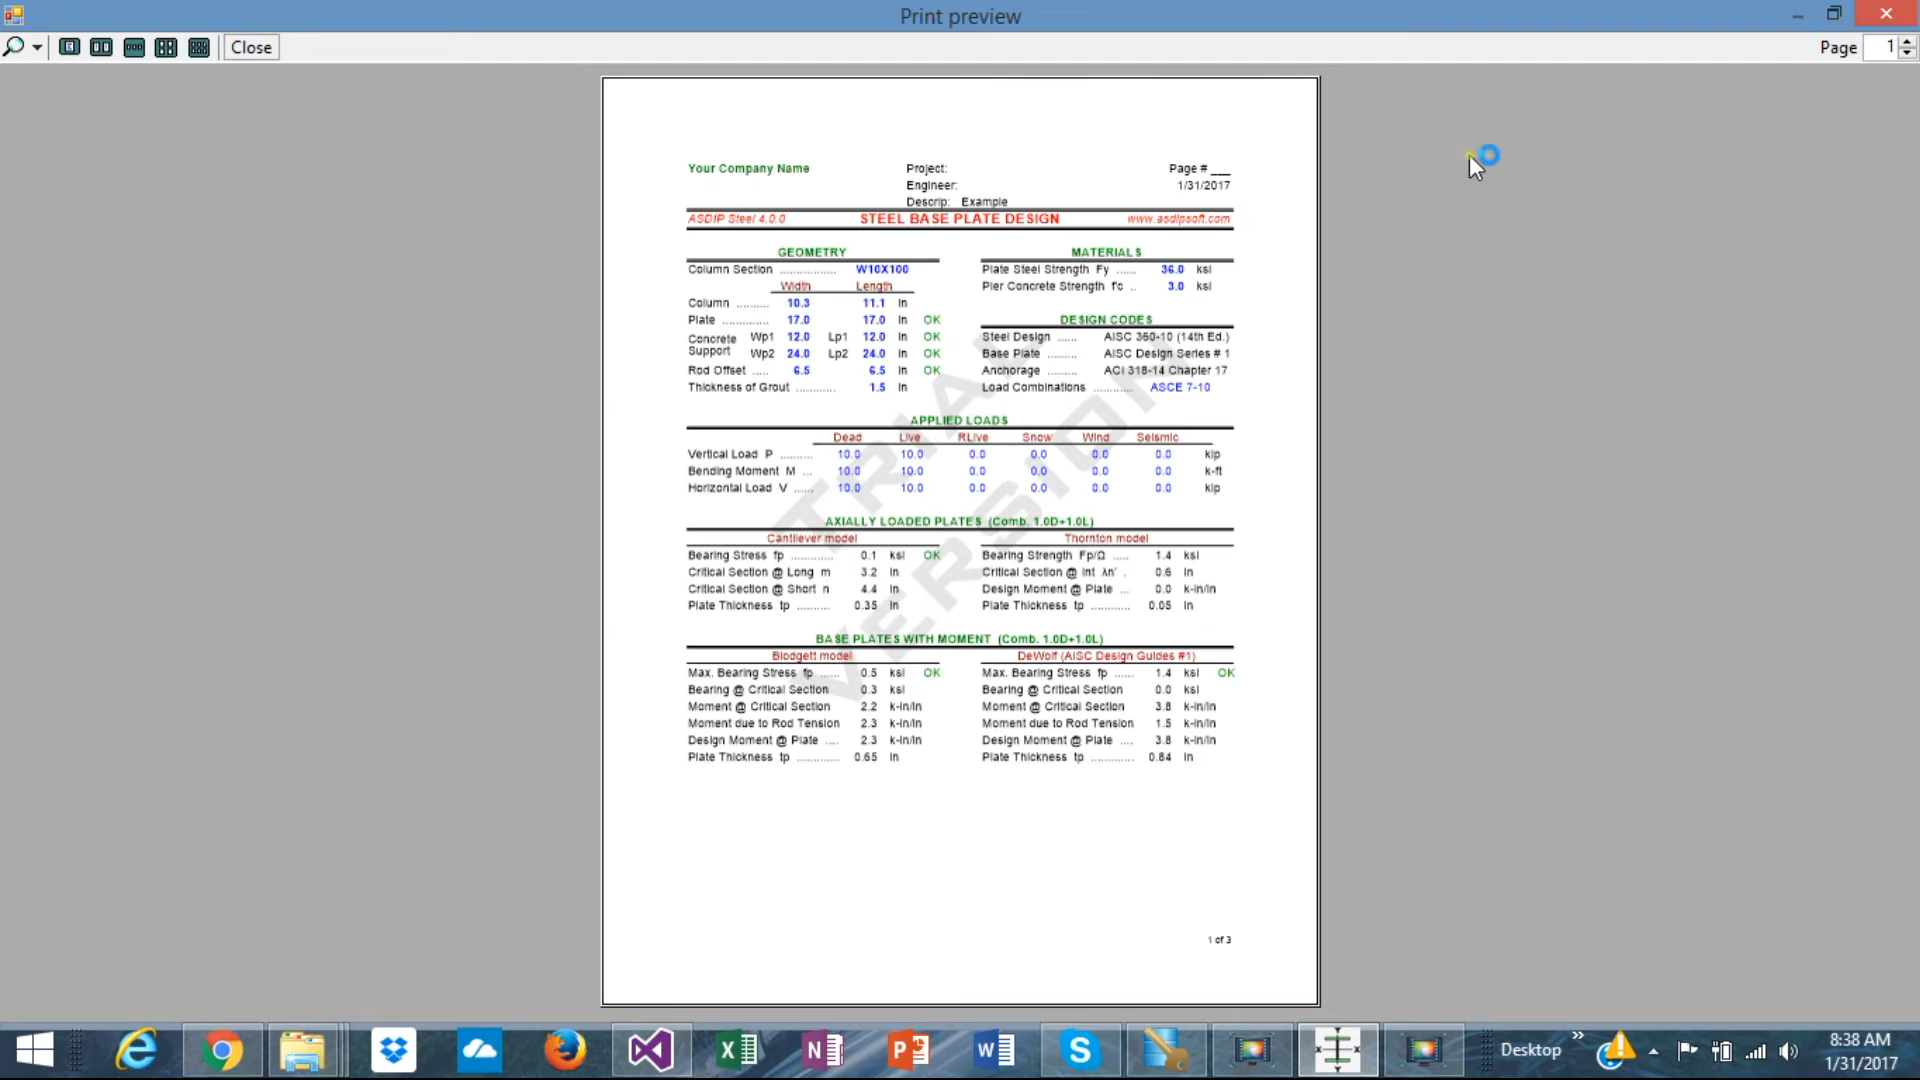 Print preview
Close
Page 1
Your Company Name Project: Page # ___
Engineer: 1/31/2017
Descrip: Example
ASDIP Steel 4.0.0 STEEL BASE PLATE DESIGN www.asdipsoft.com
GEOMETRY MATERIALS
Column Section ................. W10X100 Plate Steel Strength Fy ...... 36.0 ksi
Width Length Pier Concrete Strength f'c .. 3.0 ksi
Column .......... 10.3 11.1 in
Plate .............. 17.0 17.0 in OK DESIGN CODES
Concrete Support Wp1 12.0 Lp1 12.0 in OK Steel Design ...... AISC 360-10 (14th Ed.)
Wp2 24.0 Lp2 24.0 in OK Base Plate ......... AISC Design Series # 1
Rod Offset ..... 6.5 6.5 in OK Anchorage ......... ACI 318-14 Chapter 17
Thickness of Grout ............ 1.5 in Load Combinations ............ ASCE 7-10
APPLIED LOADS
Dead Live RLive Snow Wind Seismic
Vertical Load P .......... 10.0 10.0 0.0 0.0 0.0 0.0 kip
Bending Moment M ... 10.0 10.0 0.0 0.0 0.0 0.0 k-ft
Horizontal Load V ...... 10.0 10.0 0.0 0.0 0.0 0.0 kip
AXIALLY LOADED PLATES (Comb. 1.0D+1.0L)
Cantilever model Thornton model
Bearing Stress fp ............. 0.1 ksi OK Bearing Strength Fp/Ω ..... 1.4 ksi
Critical Section @ Long m 3.2 in Critical Section @ Int λn' . 0.6 in
Critical Section @ Short n 4.4 in Design Moment @ Plate ... 0.0 k-in/in
Plate Thickness tp .......... 0.35 in Plate Thickness tp ............ 0.05 in
BASE PLATES WITH MOMENT (Comb. 1.0D+1.0L)
Blodgett model DeWolf (AISC Design Guides #1)
Max. Bearing Stress fp ...... 0.5 ksi OK Max. Bearing Stress fp ...... 1.4 ksi OK
Bearing @ Critical Section 0.3 ksi Bearing @ Critical Section 0.0 ksi
Moment @ Critical Section 2.2 k-in/in Moment @ Critical Section 3.8 k-in/in
Moment due to Rod Tension 2.3 k-in/in Moment due to Rod Tension 1.5 k-in/in
Design Moment @ Plate .... 2.3 k-in/in Design Moment @ Plate .... 3.8 k-in/in
Plate Thickness tp ............. 0.65 in Plate Thickness tp ............. 0.84 in
TRIAL
VERSION
1 of 3
Desktop
8:38 AM
1/31/2017